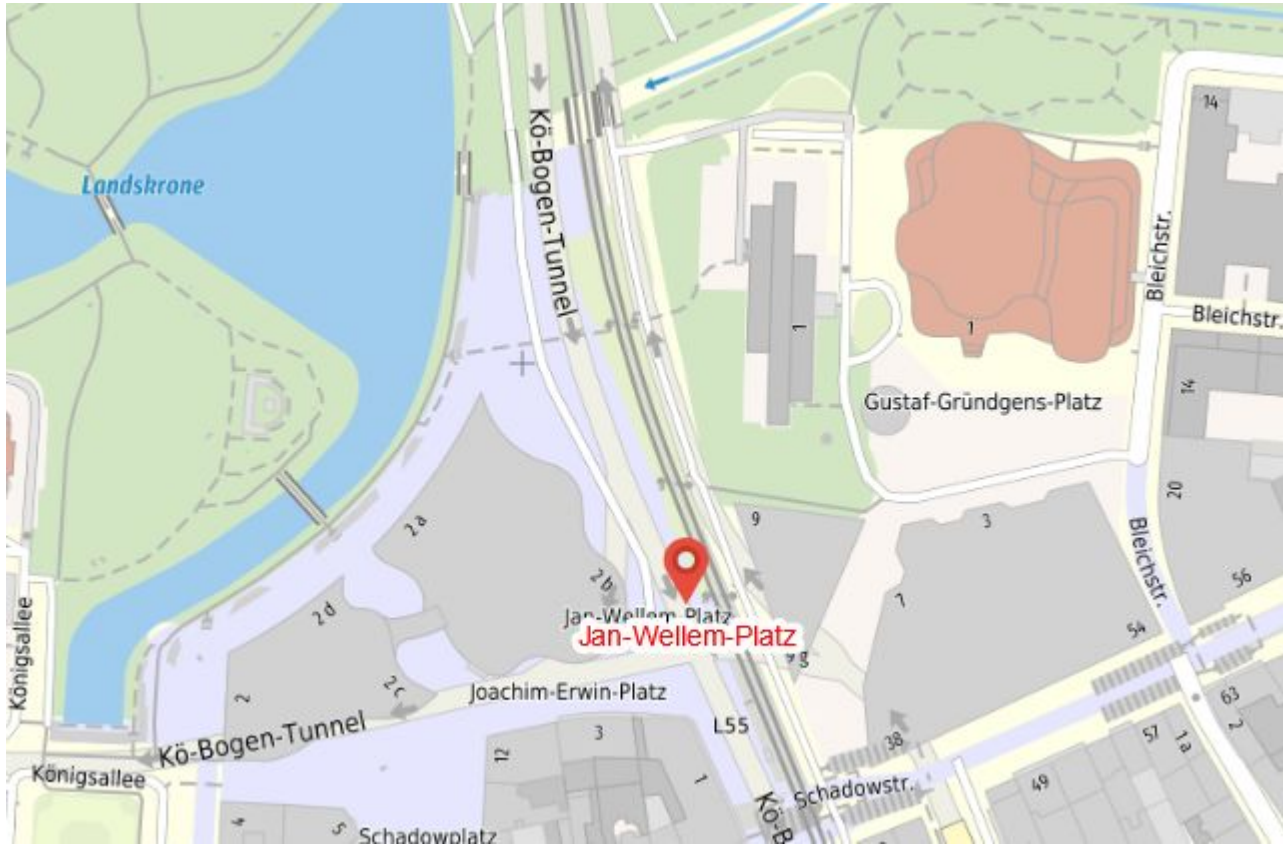 14
Kö-Bogen-Tunnel
Landskrone
Bleichstr.
Bleichstr.
1
1
14
Gustaf-Gründgens-Platz
20
2 a
9
3
Bleichstr.
56
2 b
7
2 d
Jan-Wellem-Platz
Jan-Wellem-Platz
54
Königsallee
9 g
2 c
2
Joachim-Erwin-Platz
63
Kö-Bogen-Tunnel
L55
3
12
38
57
1 a
2
Königsallee
1
Schadowstr.
49
4
5
Schadowplatz
Kö-B